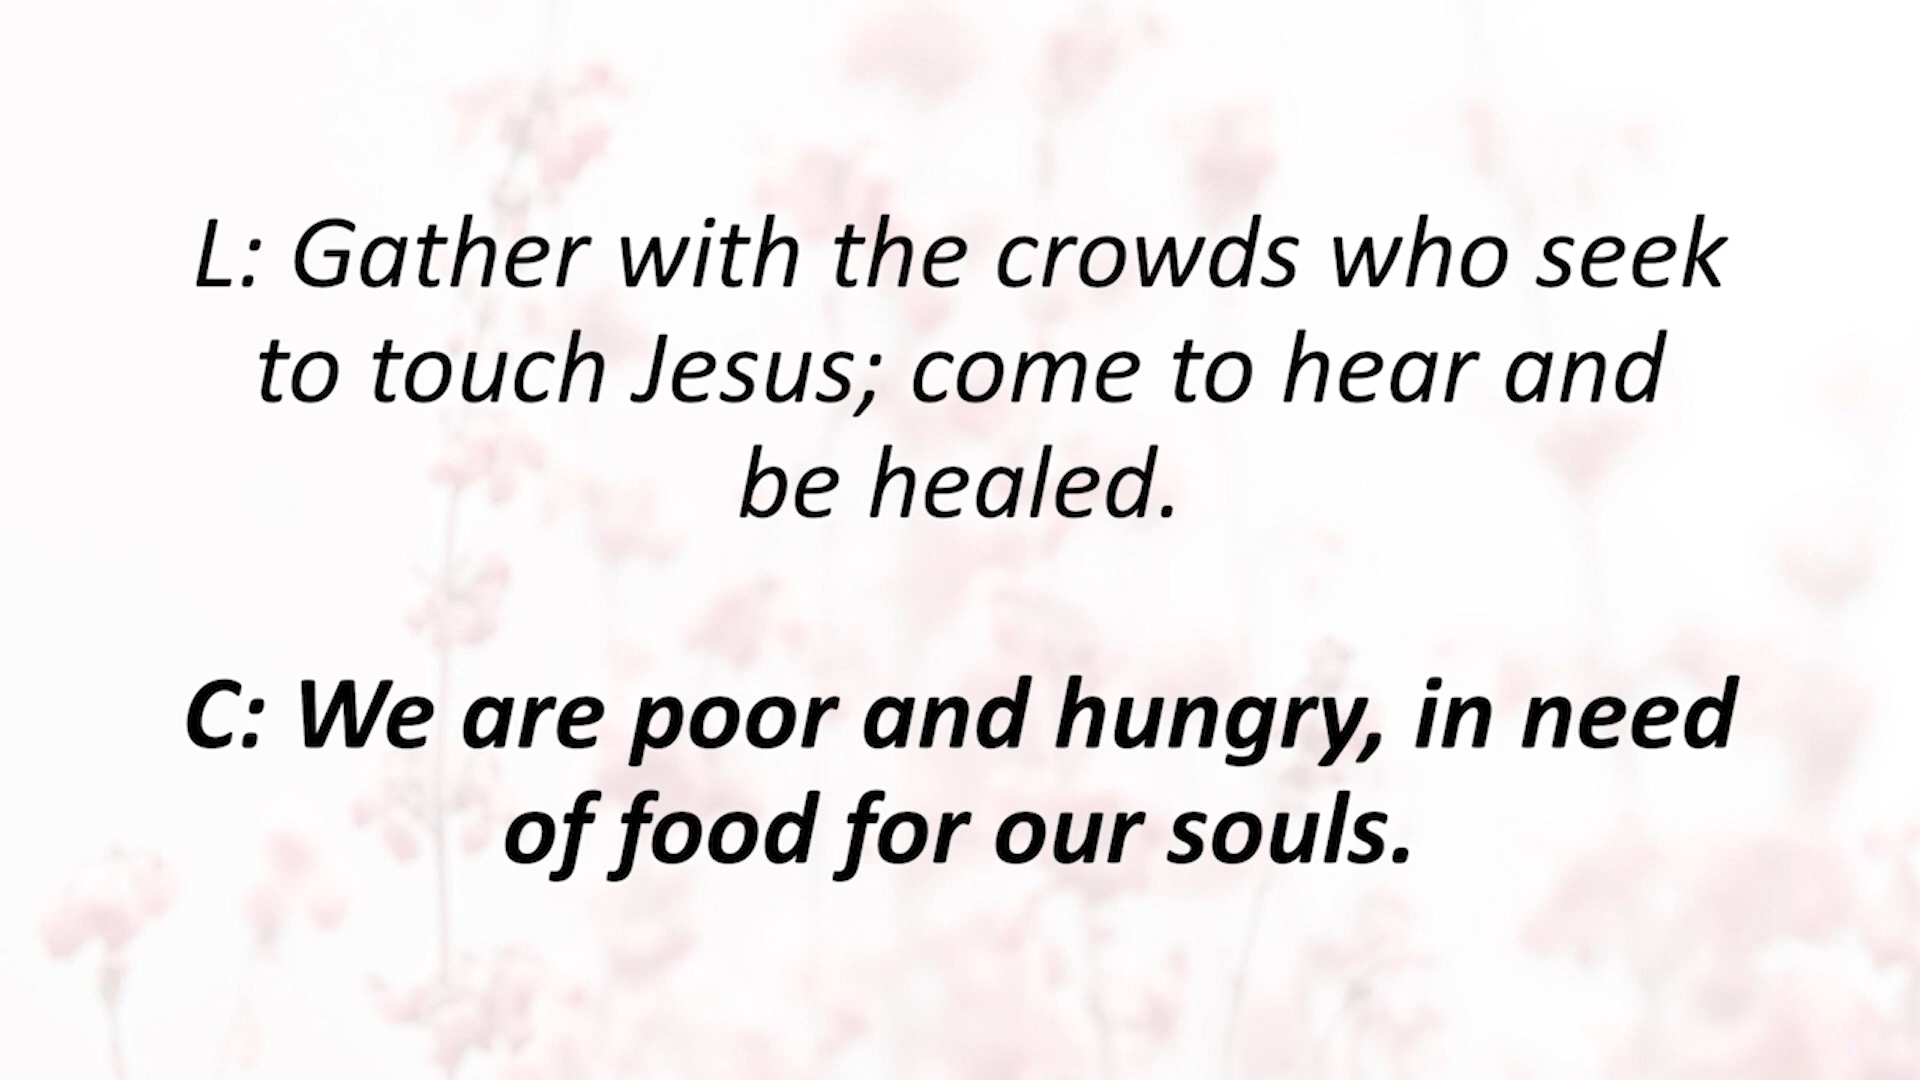 L: Gather with the crowds who seek
to touch Jesus; come to hear and
be healed.
C: We are poor and hungry, in need
of food for our souls.